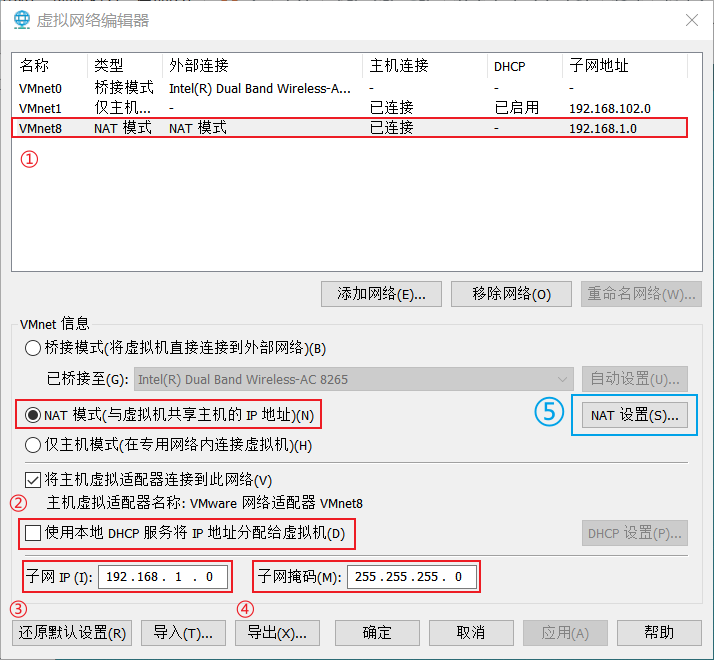 虚拟网络编辑器
名称 类型 外部连接 主机连接 DHCP 子网地址
VMnet0 桥接模式 Intel(R) Dual Band Wireless-A... - - -
VMnet1 仅主机... - 已连接 已启用 192.168.102.0
VMnet8 NAT 模式 NAT 模式 已连接 - 192.168.1.0
①
添加网络(E)... 移除网络(O) 重命名网络(W)...
VMnet 信息
桥接模式(将虚拟机直接连接到外部网络)(B)
已桥接至(G): Intel(R) Dual Band Wireless-AC 8265 自动设置(U)...
NAT 模式(与虚拟机共享主机的 IP 地址)(N) ⑤ NAT 设置(S)...
仅主机模式(在专用网络内连接虚拟机)(H)
将主机虚拟适配器连接到此网络(V)
② 主机虚拟适配器名称: VMware 网络适配器 VMnet8
使用本地 DHCP 服务将 IP 地址分配给虚拟机(D) DHCP 设置(P)...
子网 IP (I): 192 . 168 . 1 . 0 子网掩码(M): 255 . 255 . 255 . 0
③ ④
还原默认设置(R) 导入(T)... 导出(X)... 确定 取消 应用(A) 帮助